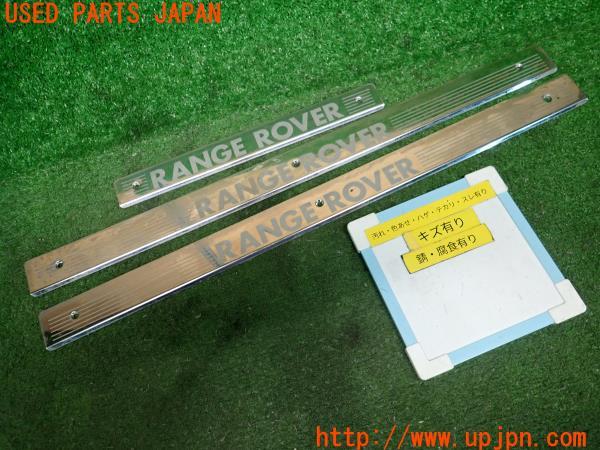 USED PARTS JAPAN
RANGE ROVER
RANGE ROVER
RANGE ROVER
汚れ・色あせ・ハゲ・テカリ・スレ有り
キズ有り
錆・腐食有り
http://www.upjpn.com/